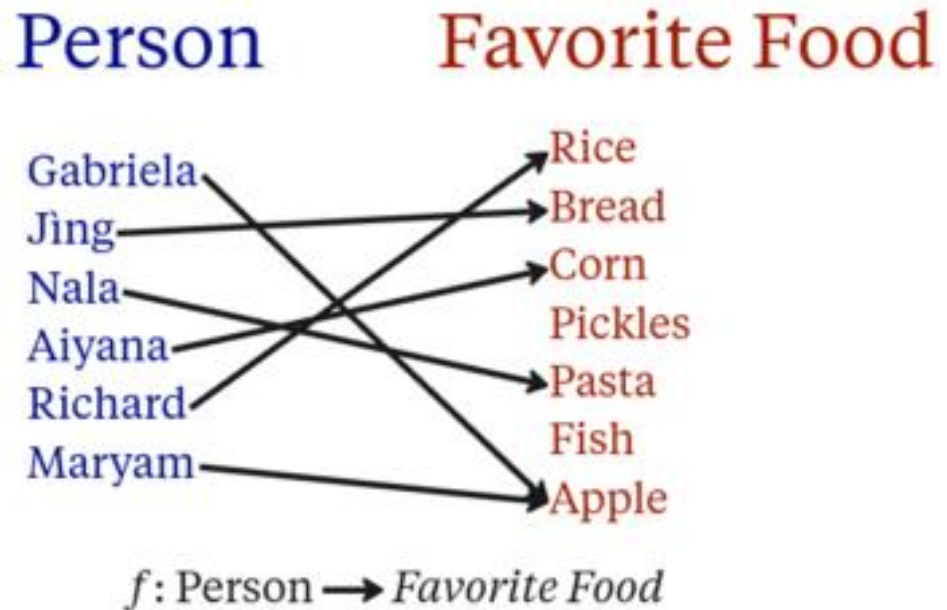 Person
Favorite Food
Gabriela
Jìng
Nala
Aiyana
Richard
Maryam
Rice
Bread
Corn
Pickles
Pasta
Fish
Apple
f: Person → Favorite Food